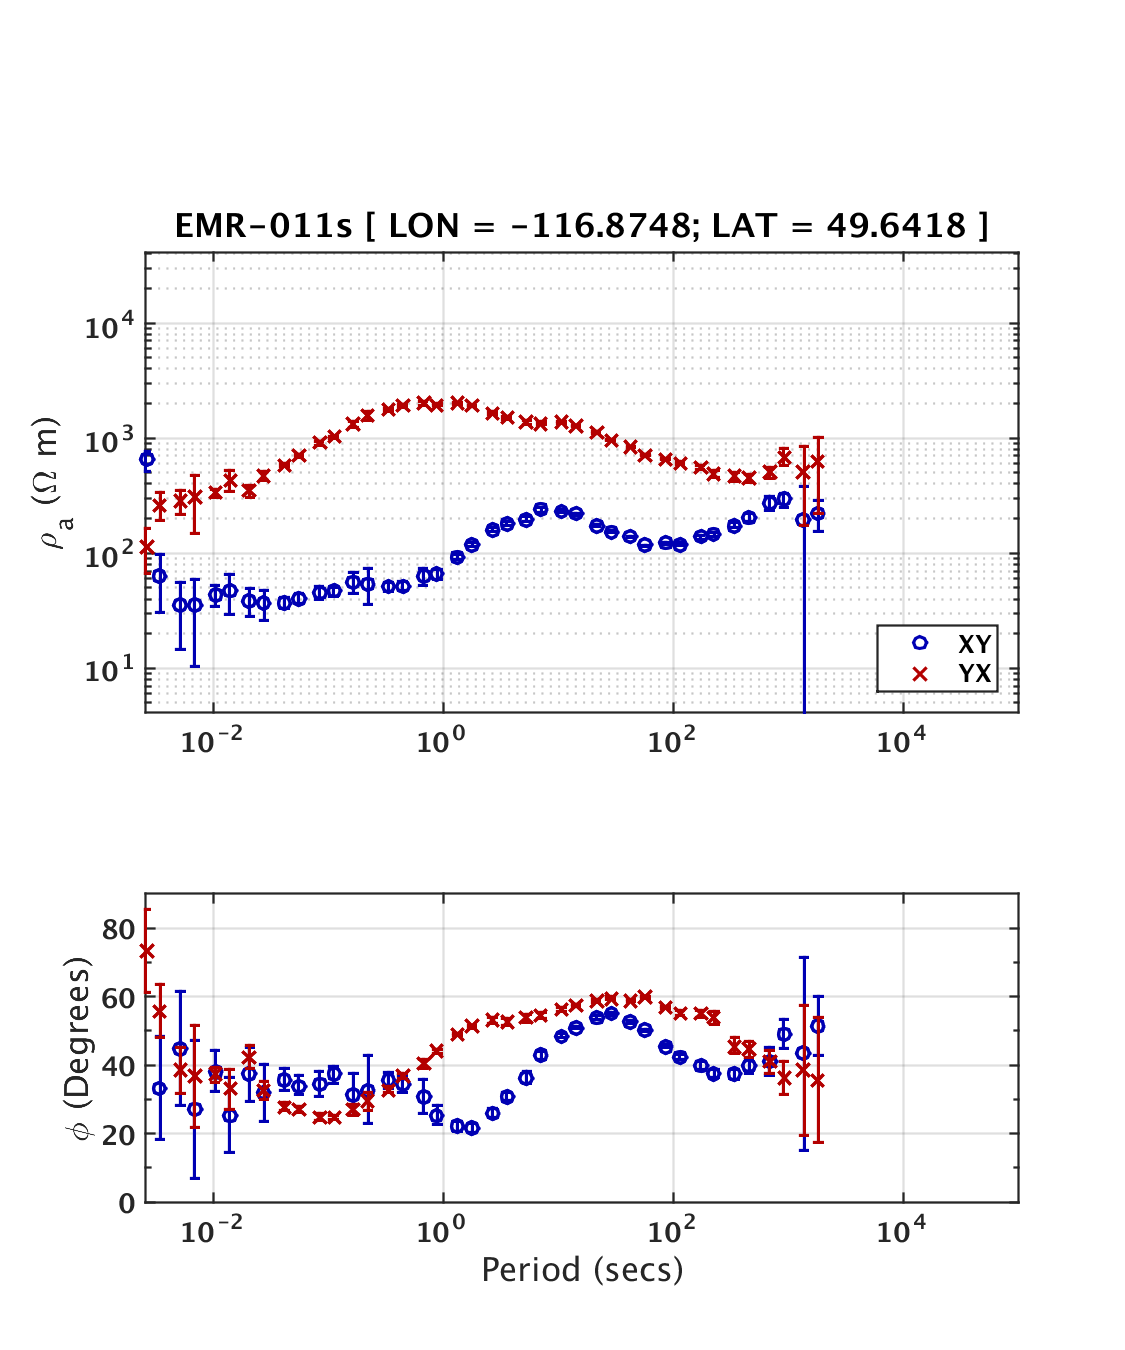 EMR-011s [ LON = -116.8748; LAT = 49.6418 ]
ρa (Ω m)
10^4
10^3
10^2
10^1
XY
YX
10^-2 10^0 10^2 10^4
ϕ (Degrees)
80
60
40
20
0
10^-2 10^0 10^2 10^4
Period (secs)